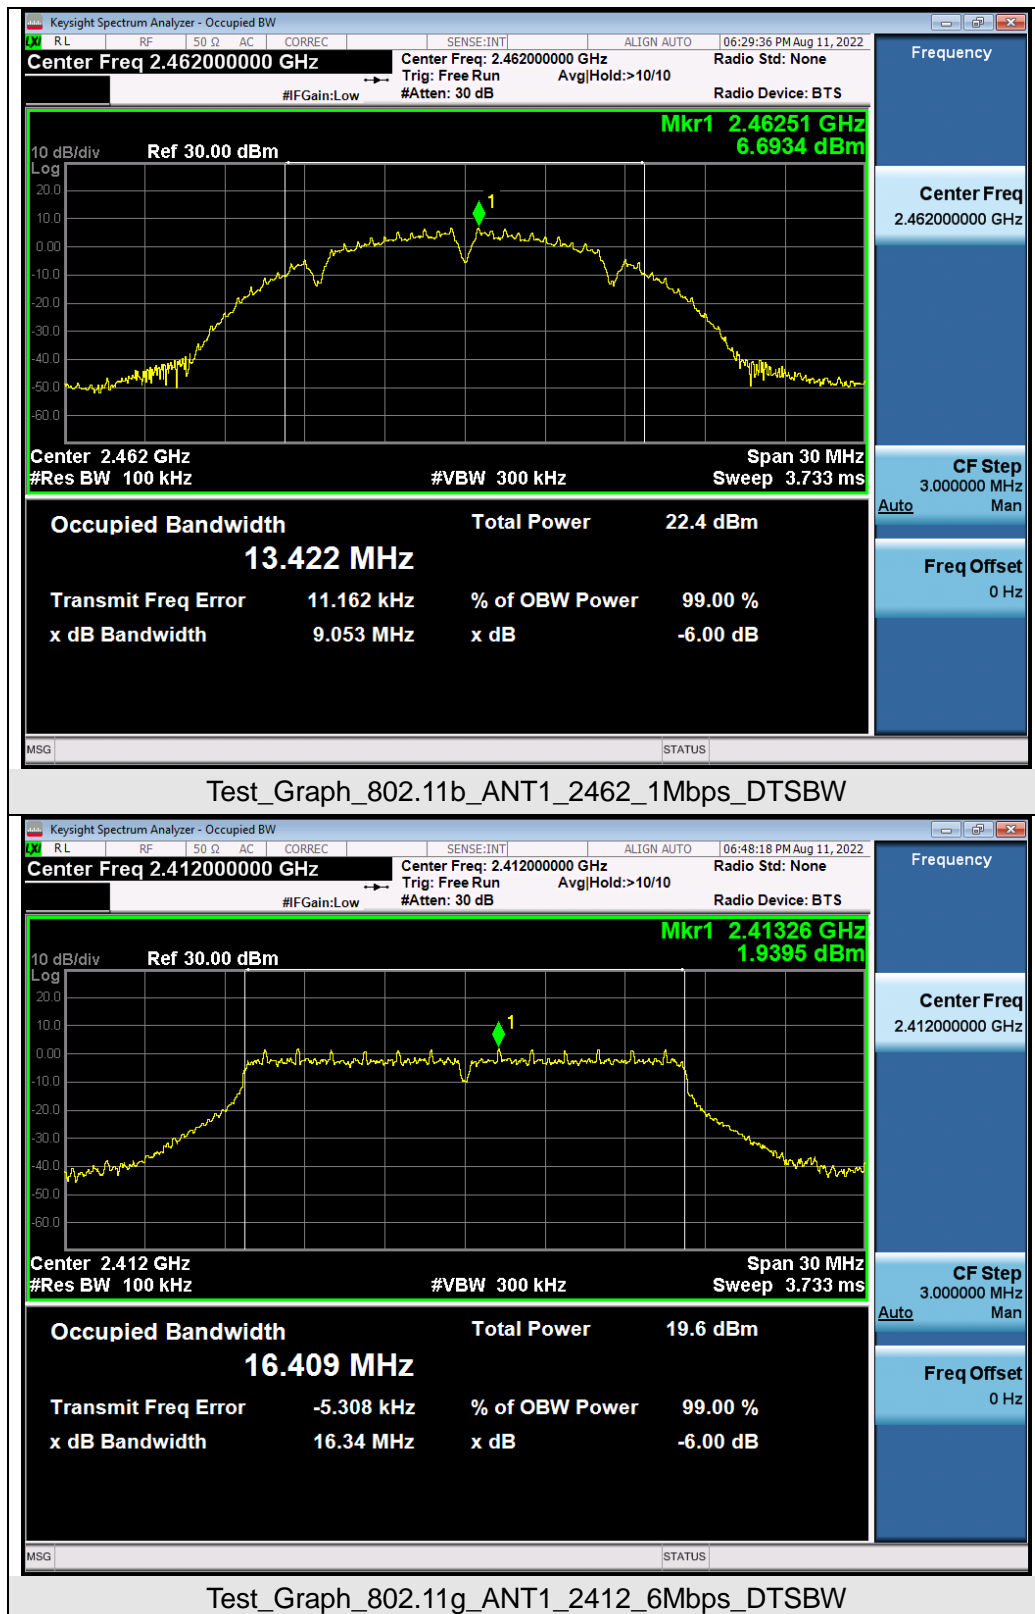 Keysight Spectrum Analyzer - Occupied BW
LXI RL RF 50 Ω AC CORREC SENSE:INT ALIGN AUTO 06:29:36 PM Aug 11, 2022
Center Freq 2.462000000 GHz
#IFGain:Low
Center Freq: 2.462000000 GHz
Trig: Free Run Avg|Hold:>10/10
#Atten: 30 dB
Radio Std: None
Radio Device: BTS
Mkr1 2.46251 GHz
6.6934 dBm
10 dB/div Ref 30.00 dBm
Log
20.0
10.0
0.00
-10.0
-20.0
-30.0
-40.0
-50.0
-60.0
1
Center 2.462 GHz Span 30 MHz
#Res BW 100 kHz #VBW 300 kHz Sweep 3.733 ms
Occupied Bandwidth Total Power 22.4 dBm
13.422 MHz
Transmit Freq Error 11.162 kHz % of OBW Power 99.00 %
x dB Bandwidth 9.053 MHz x dB -6.00 dB
MSG STATUS
Frequency
Center Freq
2.462000000 GHz
CF Step
3.000000 MHz
Auto Man
Freq Offset
0 Hz
Test_Graph_802.11b_ANT1_2462_1Mbps_DTSBW
Keysight Spectrum Analyzer - Occupied BW
LXI RL RF 50 Ω AC CORREC SENSE:INT ALIGN AUTO 06:48:18 PM Aug 11, 2022
Center Freq 2.412000000 GHz
#IFGain:Low
Center Freq: 2.412000000 GHz
Trig: Free Run Avg|Hold:>10/10
#Atten: 30 dB
Radio Std: None
Radio Device: BTS
Mkr1 2.41326 GHz
1.9395 dBm
10 dB/div Ref 30.00 dBm
Log
20.0
10.0
0.00
-10.0
-20.0
-30.0
-40.0
-50.0
-60.0
1
Center 2.412 GHz Span 30 MHz
#Res BW 100 kHz #VBW 300 kHz Sweep 3.733 ms
Occupied Bandwidth Total Power 19.6 dBm
16.409 MHz
Transmit Freq Error -5.308 kHz % of OBW Power 99.00 %
x dB Bandwidth 16.34 MHz x dB -6.00 dB
MSG STATUS
Frequency
Center Freq
2.412000000 GHz
CF Step
3.000000 MHz
Auto Man
Freq Offset
0 Hz
Test_Graph_802.11g_ANT1_2412_6Mbps_DTSBW